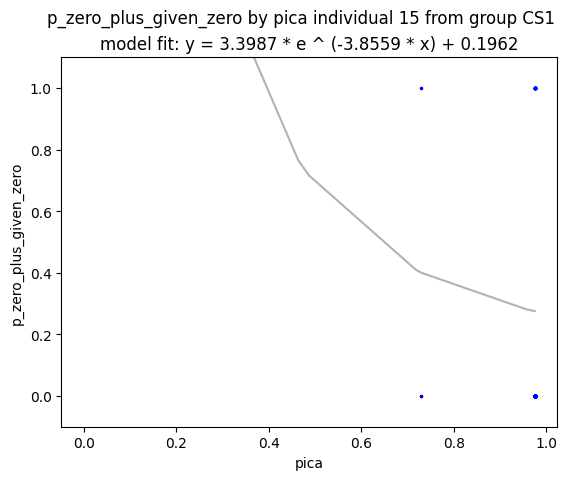 p_zero_plus_given_zero by pica individual 15 from group CS1
model fit: y = 3.3987 * e ^ (-3.8559 * x) + 0.1962
p_zero_plus_given_zero
1.0
0.8
0.6
0.4
0.2
0.0
0.0 0.2 0.4 0.6 0.8 1.0
pica